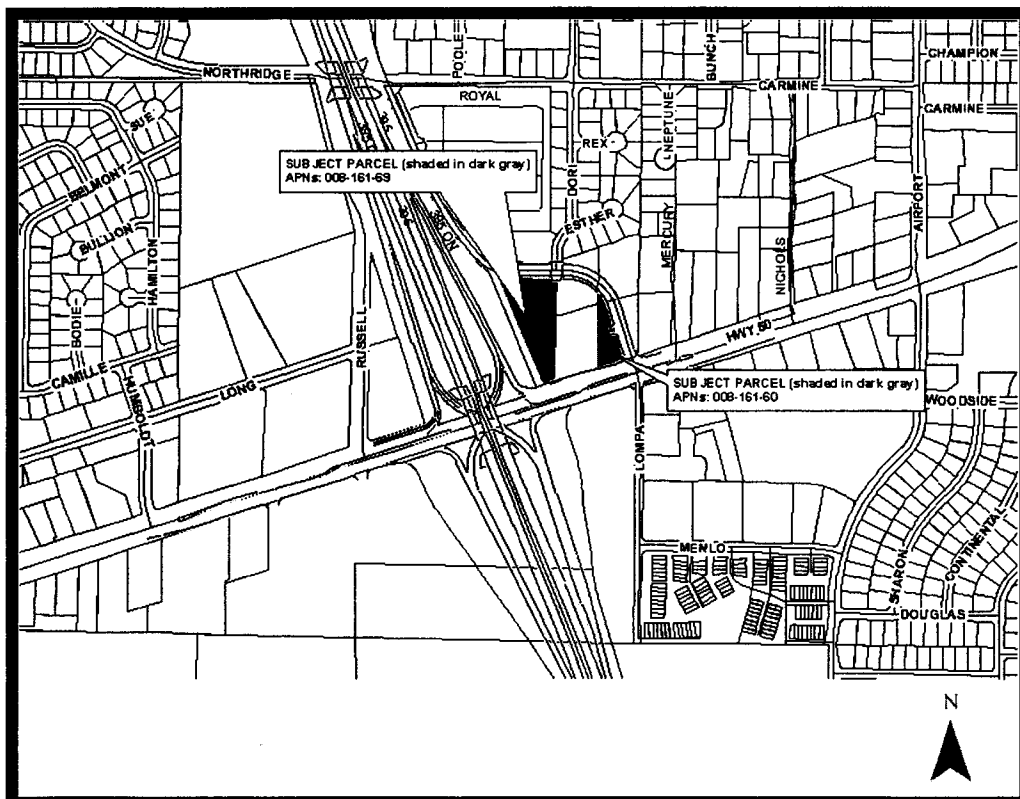 NORTHRIDGE
POOLE
BUNCH
CHAMPION
CARMINE
ROYAL
CARMINE
SUE
NEPTUNE
REX
SUBJECT PARCEL (shaded in dark gray)
APNs: 008-161-69
395 ON
DORI
BELMONT
ESTHER
BULLION
HAMILTON
MERCURY
NICHOLS
AIRPORT
BODIE
RUSSELL
HWY 50
CAMILLE
HUMBOLDT
LONG
SUBJECT PARCEL (shaded in dark gray)
APNs: 008-161-60
WOODSIDE
LOMPA
MENLO
SHARON
CONTINENTAL
DOUGLAS
N